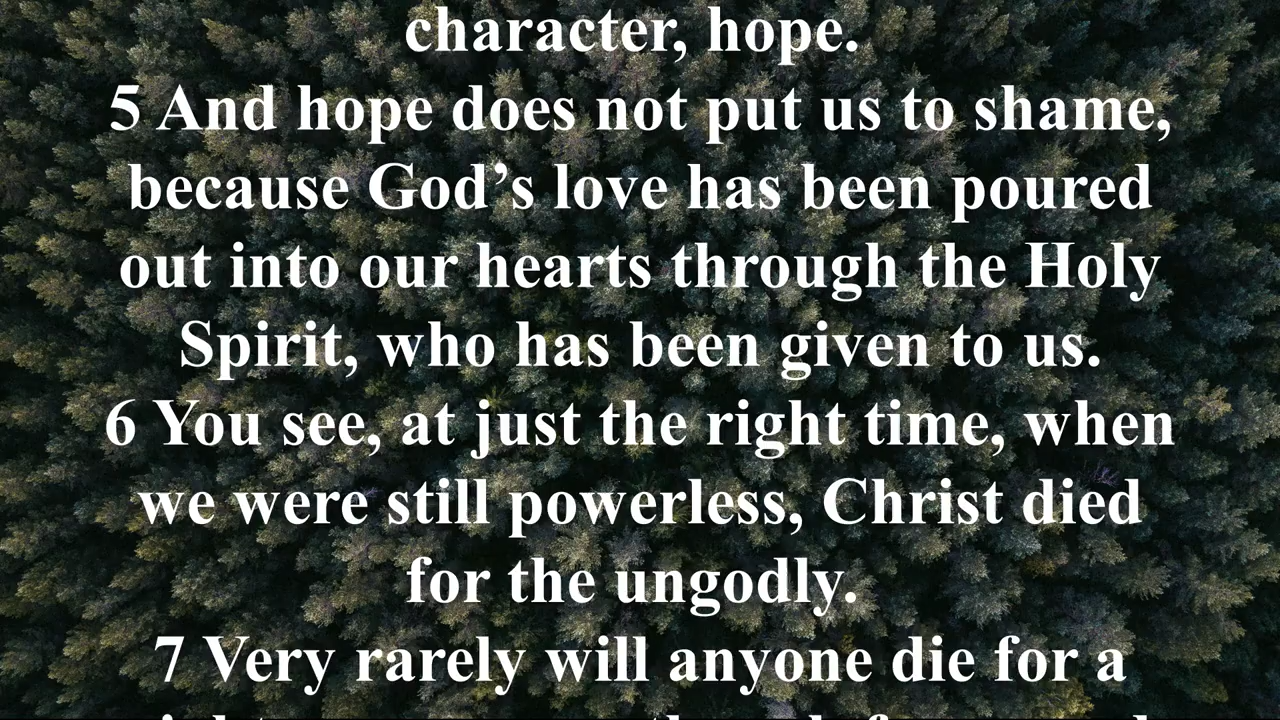 character, hope.
5 And hope does not put us to shame,
because God’s love has been poured
out into our hearts through the Holy
Spirit, who has been given to us.
6 You see, at just the right time, when
we were still powerless, Christ died
for the ungodly.
7 Very rarely will anyone die for a